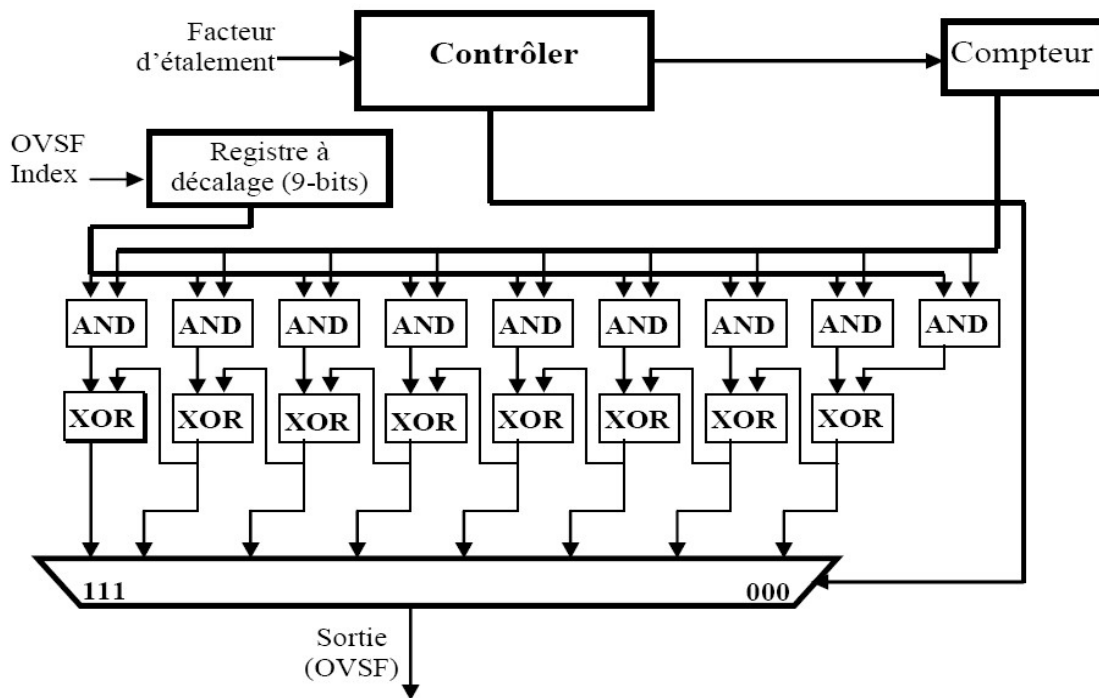 Facteur
d'étalement
Contrôler
Compteur
OVSF
Index
Registre à
décalage (9-bits)
AND AND AND AND AND AND AND AND AND
XOR XOR XOR XOR XOR XOR XOR XOR
111 000
Sortie
(OVSF)